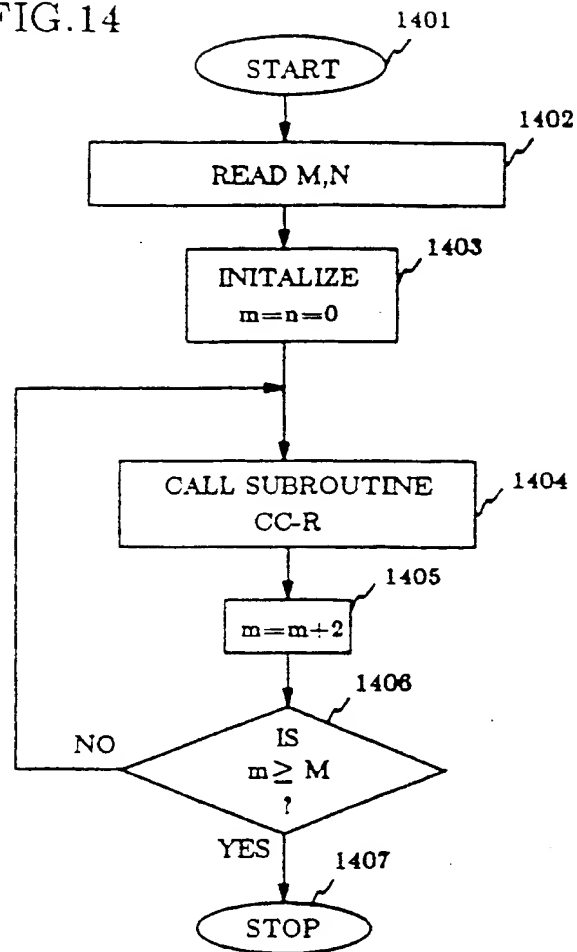 FIG.14
1401
START
1402
READ M,N
1403
INITALIZE
m=n=0
CALL SUBROUTINE
CC-R
1404
1405
m=m+2
1406
NO
IS
m≥ M
?
YES
1407
STOP